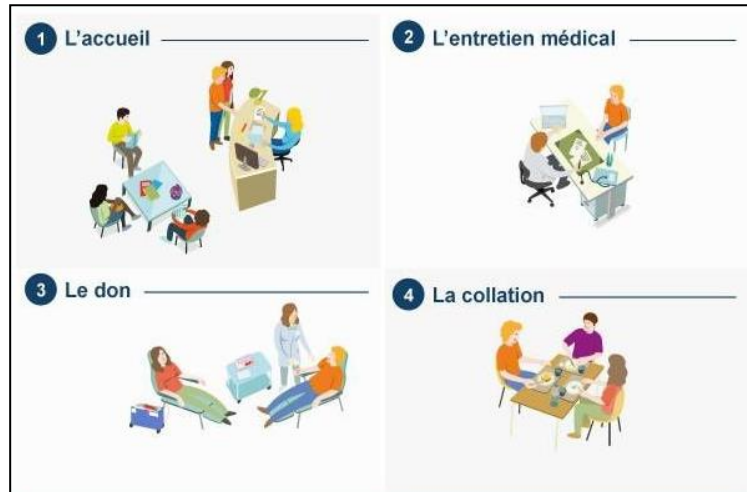 1 L'accueil
2 L'entretien médical
3 Le don
4 La collation